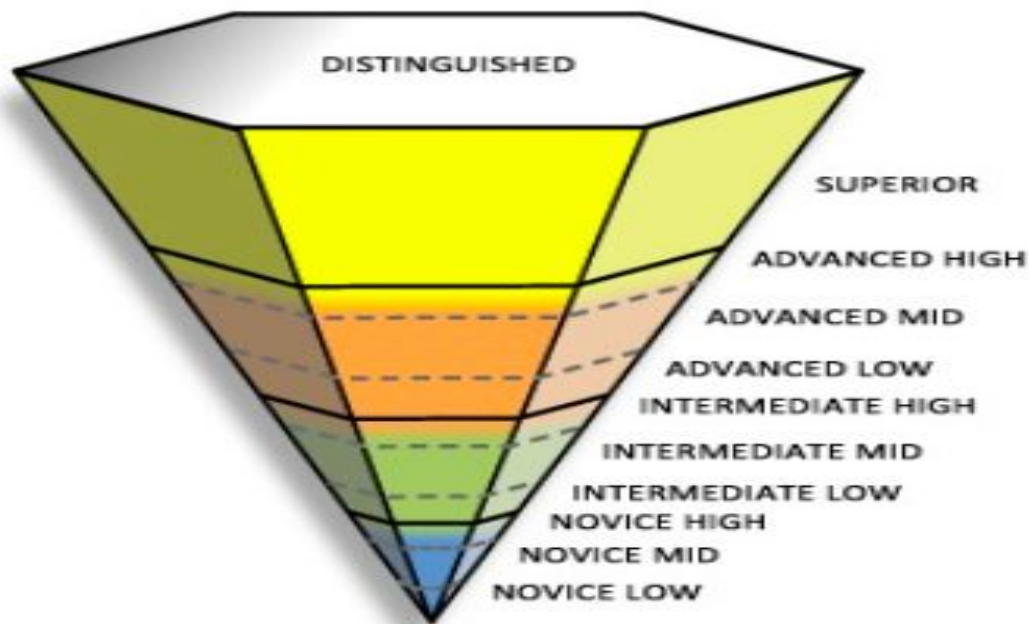 DISTINGUISHED
SUPERIOR
ADVANCED HIGH
ADVANCED MID
ADVANCED LOW
INTERMEDIATE HIGH
INTERMEDIATE MID
INTERMEDIATE LOW
NOVICE HIGH
NOVICE MID
NOVICE LOW